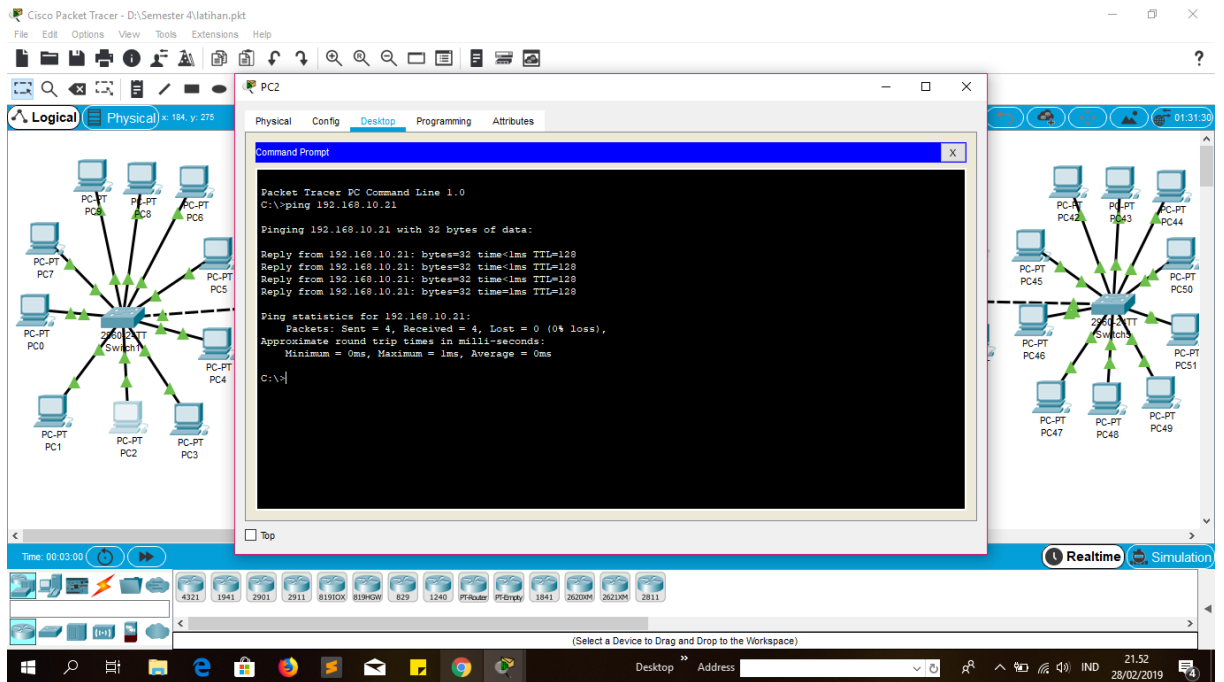 Cisco Packet Tracer - D:\Semester 4\latihan.pkt
File Edit Options View Tools Extensions Help
?
PC2
Logical
Physical
x: 184, y: 275
01:31:30
Physical Config Desktop Programming Attributes
Command Prompt
X
Packet Tracer PC Command Line 1.0
C:\>ping 192.168.10.21
Pinging 192.168.10.21 with 32 bytes of data:
Reply from 192.168.10.21: bytes=32 time<1ms TTL=128
Reply from 192.168.10.21: bytes=32 time<1ms TTL=128
Reply from 192.168.10.21: bytes=32 time<1ms TTL=128
Reply from 192.168.10.21: bytes=32 time=1ms TTL=128
Ping statistics for 192.168.10.21:
Packets: Sent = 4, Received = 4, Lost = 0 (0% loss),
Approximate round trip times in milli-seconds:
Minimum = 0ms, Maximum = 1ms, Average = 0ms
C:\>
PC-PT
PC9
PC-PT
PC8
PC-PT
PC6
PC-PT
PC7
PC-PT
PC5
PC-PT
PC0
2960-24TT
Switch1
PC-PT
PC4
PC-PT
PC1
PC-PT
PC2
PC-PT
PC3
PC-PT
PC42
PC-PT
PC43
PC-PT
PC44
PC-PT
PC45
PC-PT
PC50
2960-24TT
PC-PT
PC46
PC-PT
PC51
PC-PT
PC47
PC-PT
PC48
PC-PT
PC49
Top
Time: 00:03:00
Realtime
Simulation
4321 1941 2901 2911 819IOX 819HGW 829 1240 PT-Router PT-Empty 1841 2620XM 2621XM 2811
(Select a Device to Drag and Drop to the Workspace)
Desktop
Address
IND
21.52
28/02/2019
4